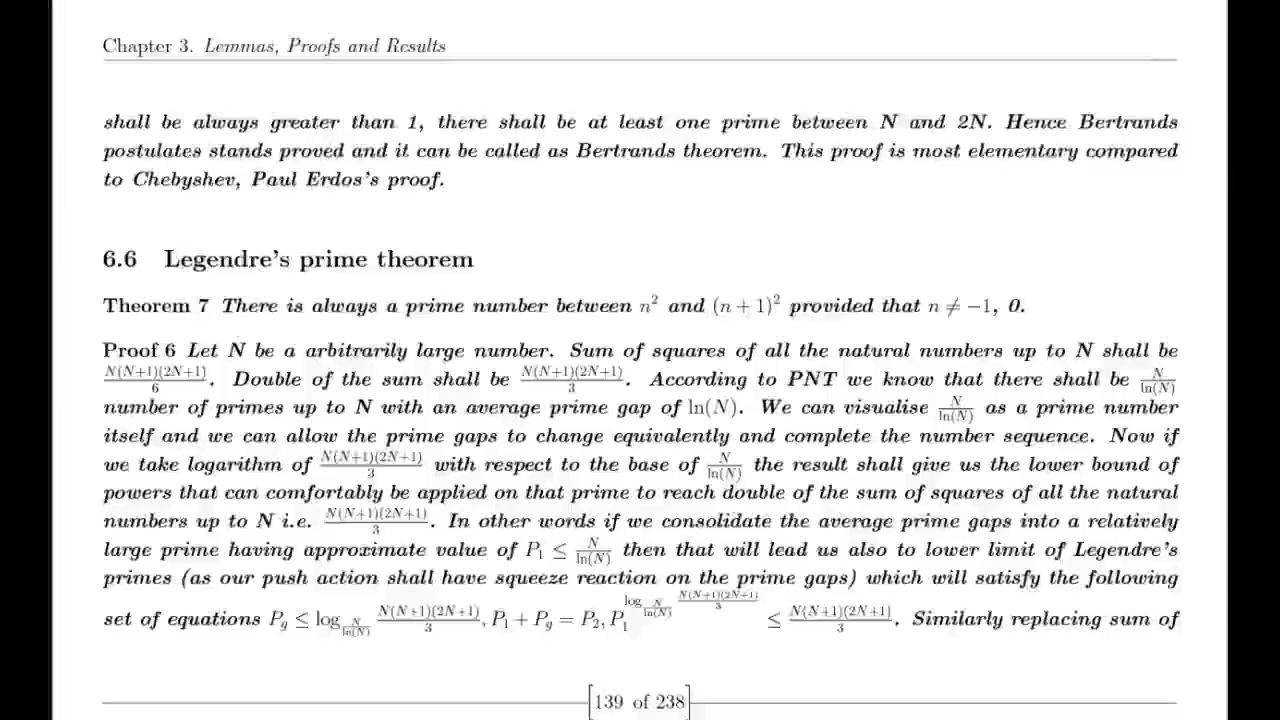 Chapter 3. Lemmas, Proofs and Results
shall be always greater than 1, there shall be at least one prime between N and 2N. Hence Bertrands
postulates stands proved and it can be called as Bertrands theorem. This proof is most elementary compared
to Chebyshev, Paul Erdos's proof.
6.6 Legendre's prime theorem
Theorem 7 There is always a prime number between n² and (n + 1)² provided that n ≠ −1, 0.
Proof 6 Let N be a arbitrarily large number. Sum of squares of all the natural numbers up to N shall be
N(N+1)(2N+1)/6. Double of the sum shall be N(N+1)(2N+1)/3. According to PNT we know that there shall be N/ln(N)
number of primes up to N with an average prime gap of ln(N). We can visualise N/ln(N) as a prime number
itself and we can allow the prime gaps to change equivalently and complete the number sequence. Now if
we take logarithm of N(N+1)(2N+1)/3 with respect to the base of N/ln(N) the result shall give us the lower bound of
powers that can comfortably be applied on that prime to reach double of the sum of squares of all the natural
numbers up to N i.e. N(N+1)(2N+1)/3. In other words if we consolidate the average prime gaps into a relatively
large prime having approximate value of P₁ ≤ N/ln(N) then that will lead us also to lower limit of Legendre's
primes (as our push action shall have squeeze reaction on the prime gaps) which will satisfy the following
set of equations P_g ≤ log_{N/ln(N)} N(N+1)(2N+1)/3, P₁ + P_g = P₂, P₁^{log_{N/ln(N)} N(N+1)(2N+1)/3} ≤ N(N+1)(2N+1)/3. Similarly replacing sum of
139 of 238